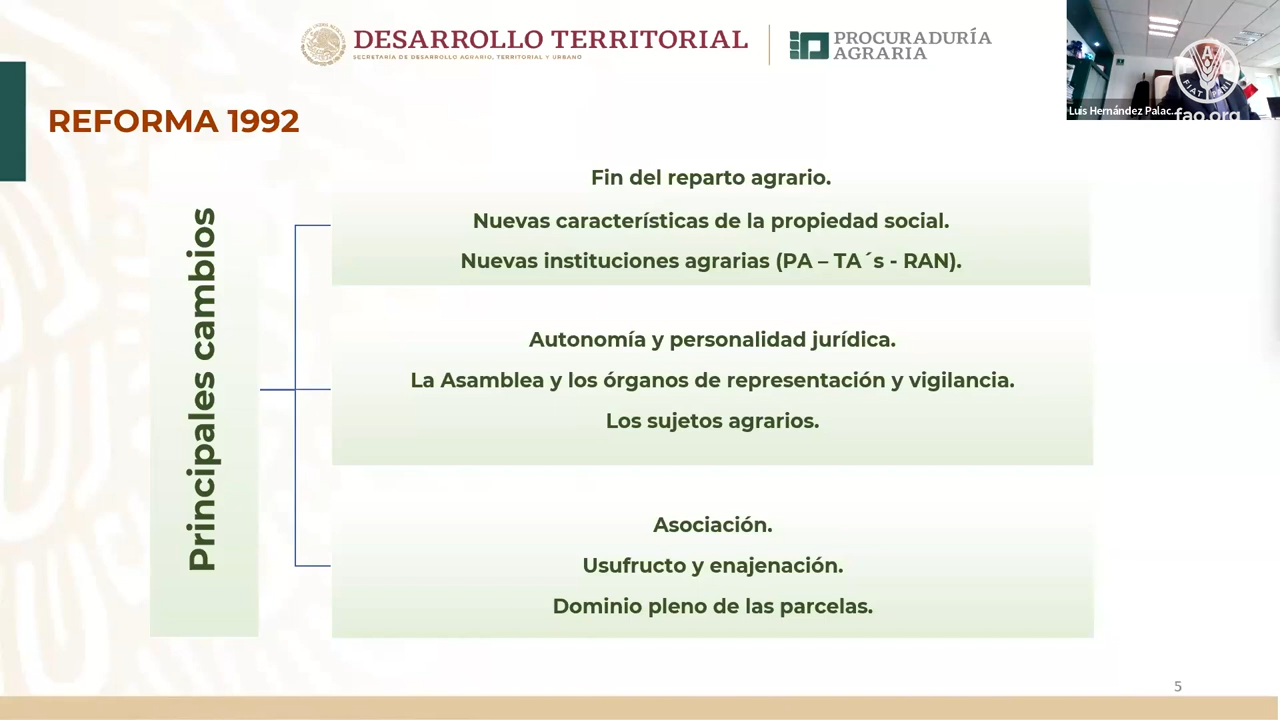 DESARROLLO TERRITORIAL
SECRETARÍA DE DESARROLLO AGRARIO, TERRITORIAL Y URBANO
PROCURADURÍA
AGRARIA
FIAT PANIS
Luis Hernández Palac...
fao.org
REFORMA 1992
Principales cambios
Fin del reparto agrario.
Nuevas características de la propiedad social.
Nuevas instituciones agrarias (PA – TA´s - RAN).
Autonomía y personalidad jurídica.
La Asamblea y los órganos de representación y vigilancia.
Los sujetos agrarios.
Asociación.
Usufructo y enajenación.
Dominio pleno de las parcelas.
5